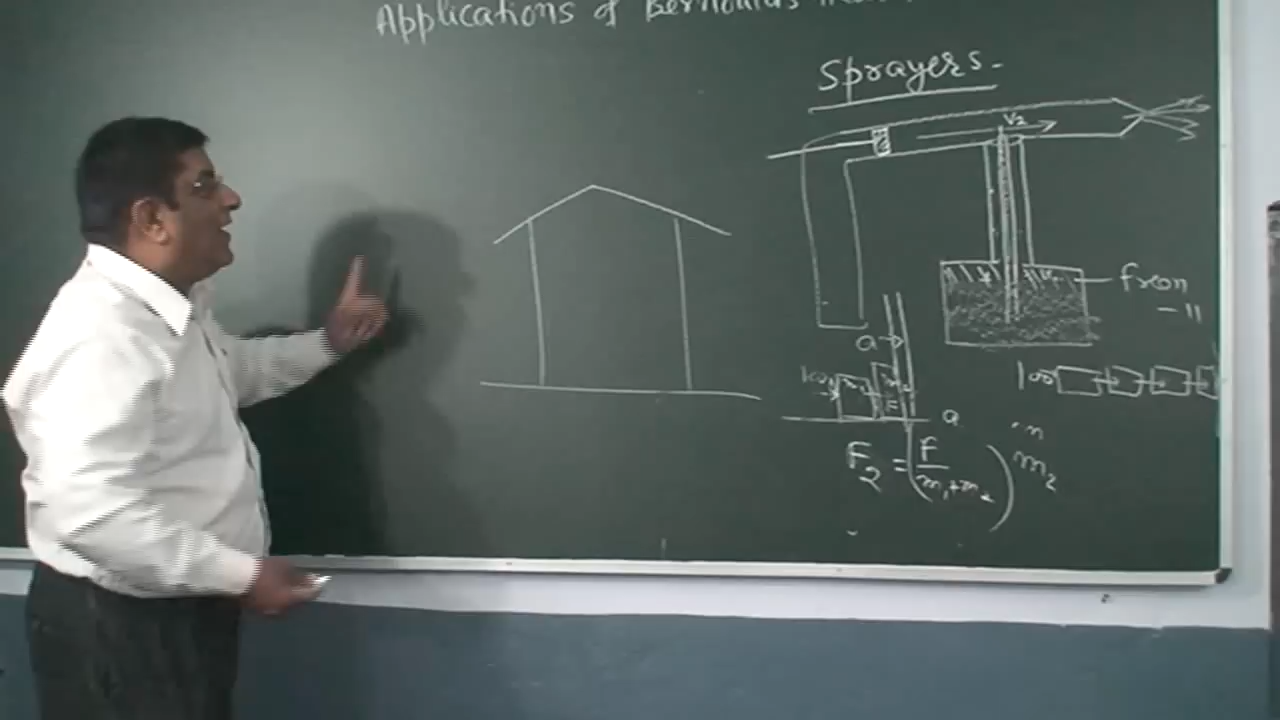 Applications of Bernoulli's
Sprayers-
V2
freon
- 11
a→
100
a
F2 = (F / m1+m2) m2